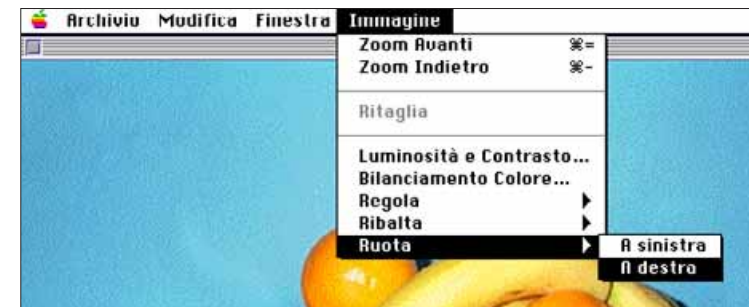 Archivio Modifica Finestra Immagine
Zoom Avanti ⌘=
Zoom Indietro ⌘-
Ritaglia
Luminosità e Contrasto...
Bilanciamento Colore...
Regola
Ribalta
Ruota
A sinistra
A destra